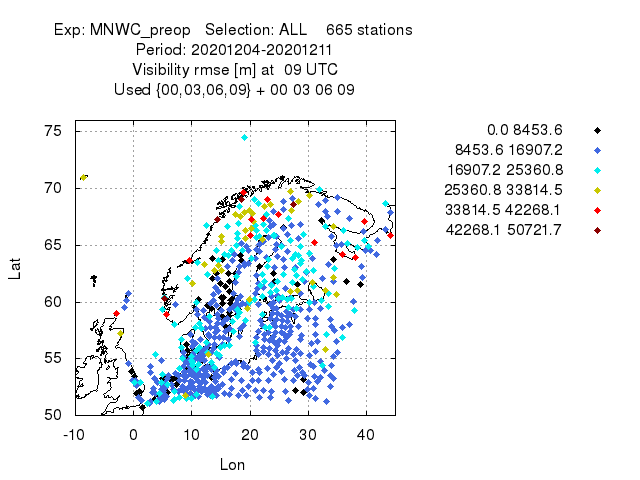 Exp: MNWC_preop   Selection: ALL    665 stations
Period: 20201204-20201211
Visibility rmse [m] at  09 UTC
Used {00,03,06,09} + 00 03 06 09
0.0 8453.6
8453.6 16907.2
16907.2 25360.8
25360.8 33814.5
33814.5 42268.1
42268.1 50721.7
75
70
65
60
55
50
Lat
-10 0 10 20 30 40
Lon